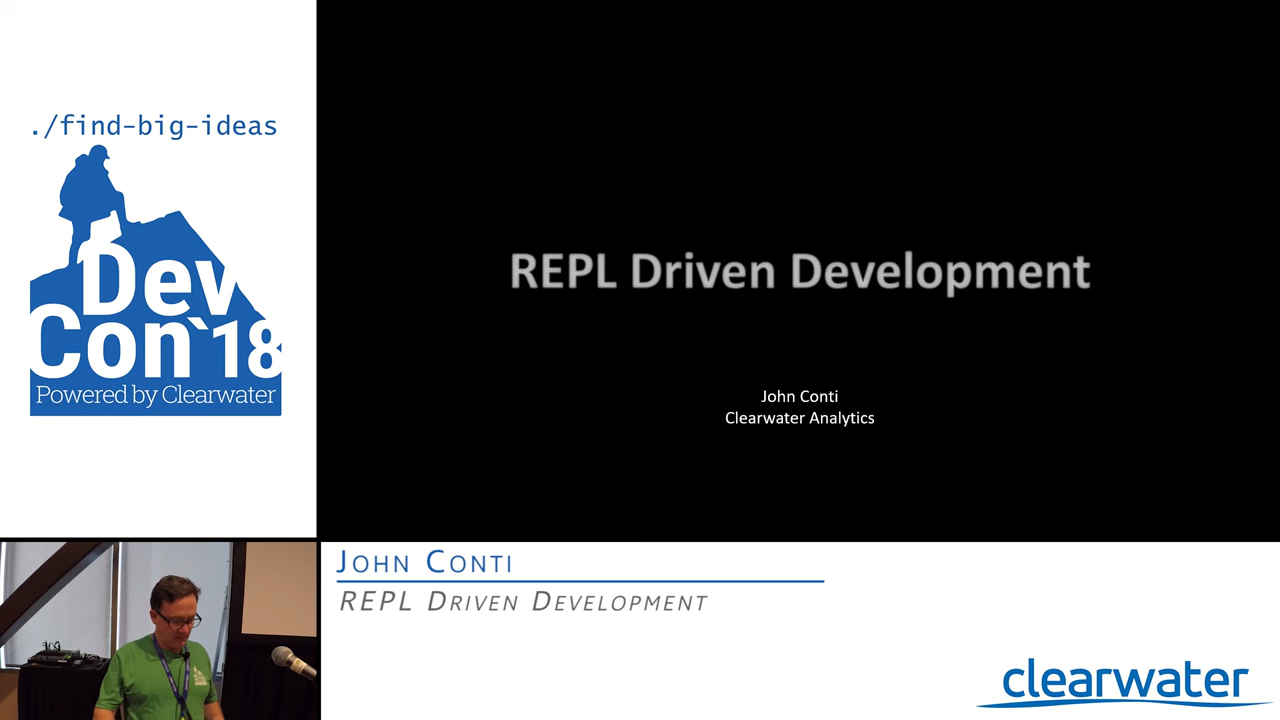 ./find-big-ideas
Dev
Con`18
Powered by Clearwater
REPL Driven Development
John Conti
Clearwater Analytics
John Conti
REPL Driven Development
clearwater